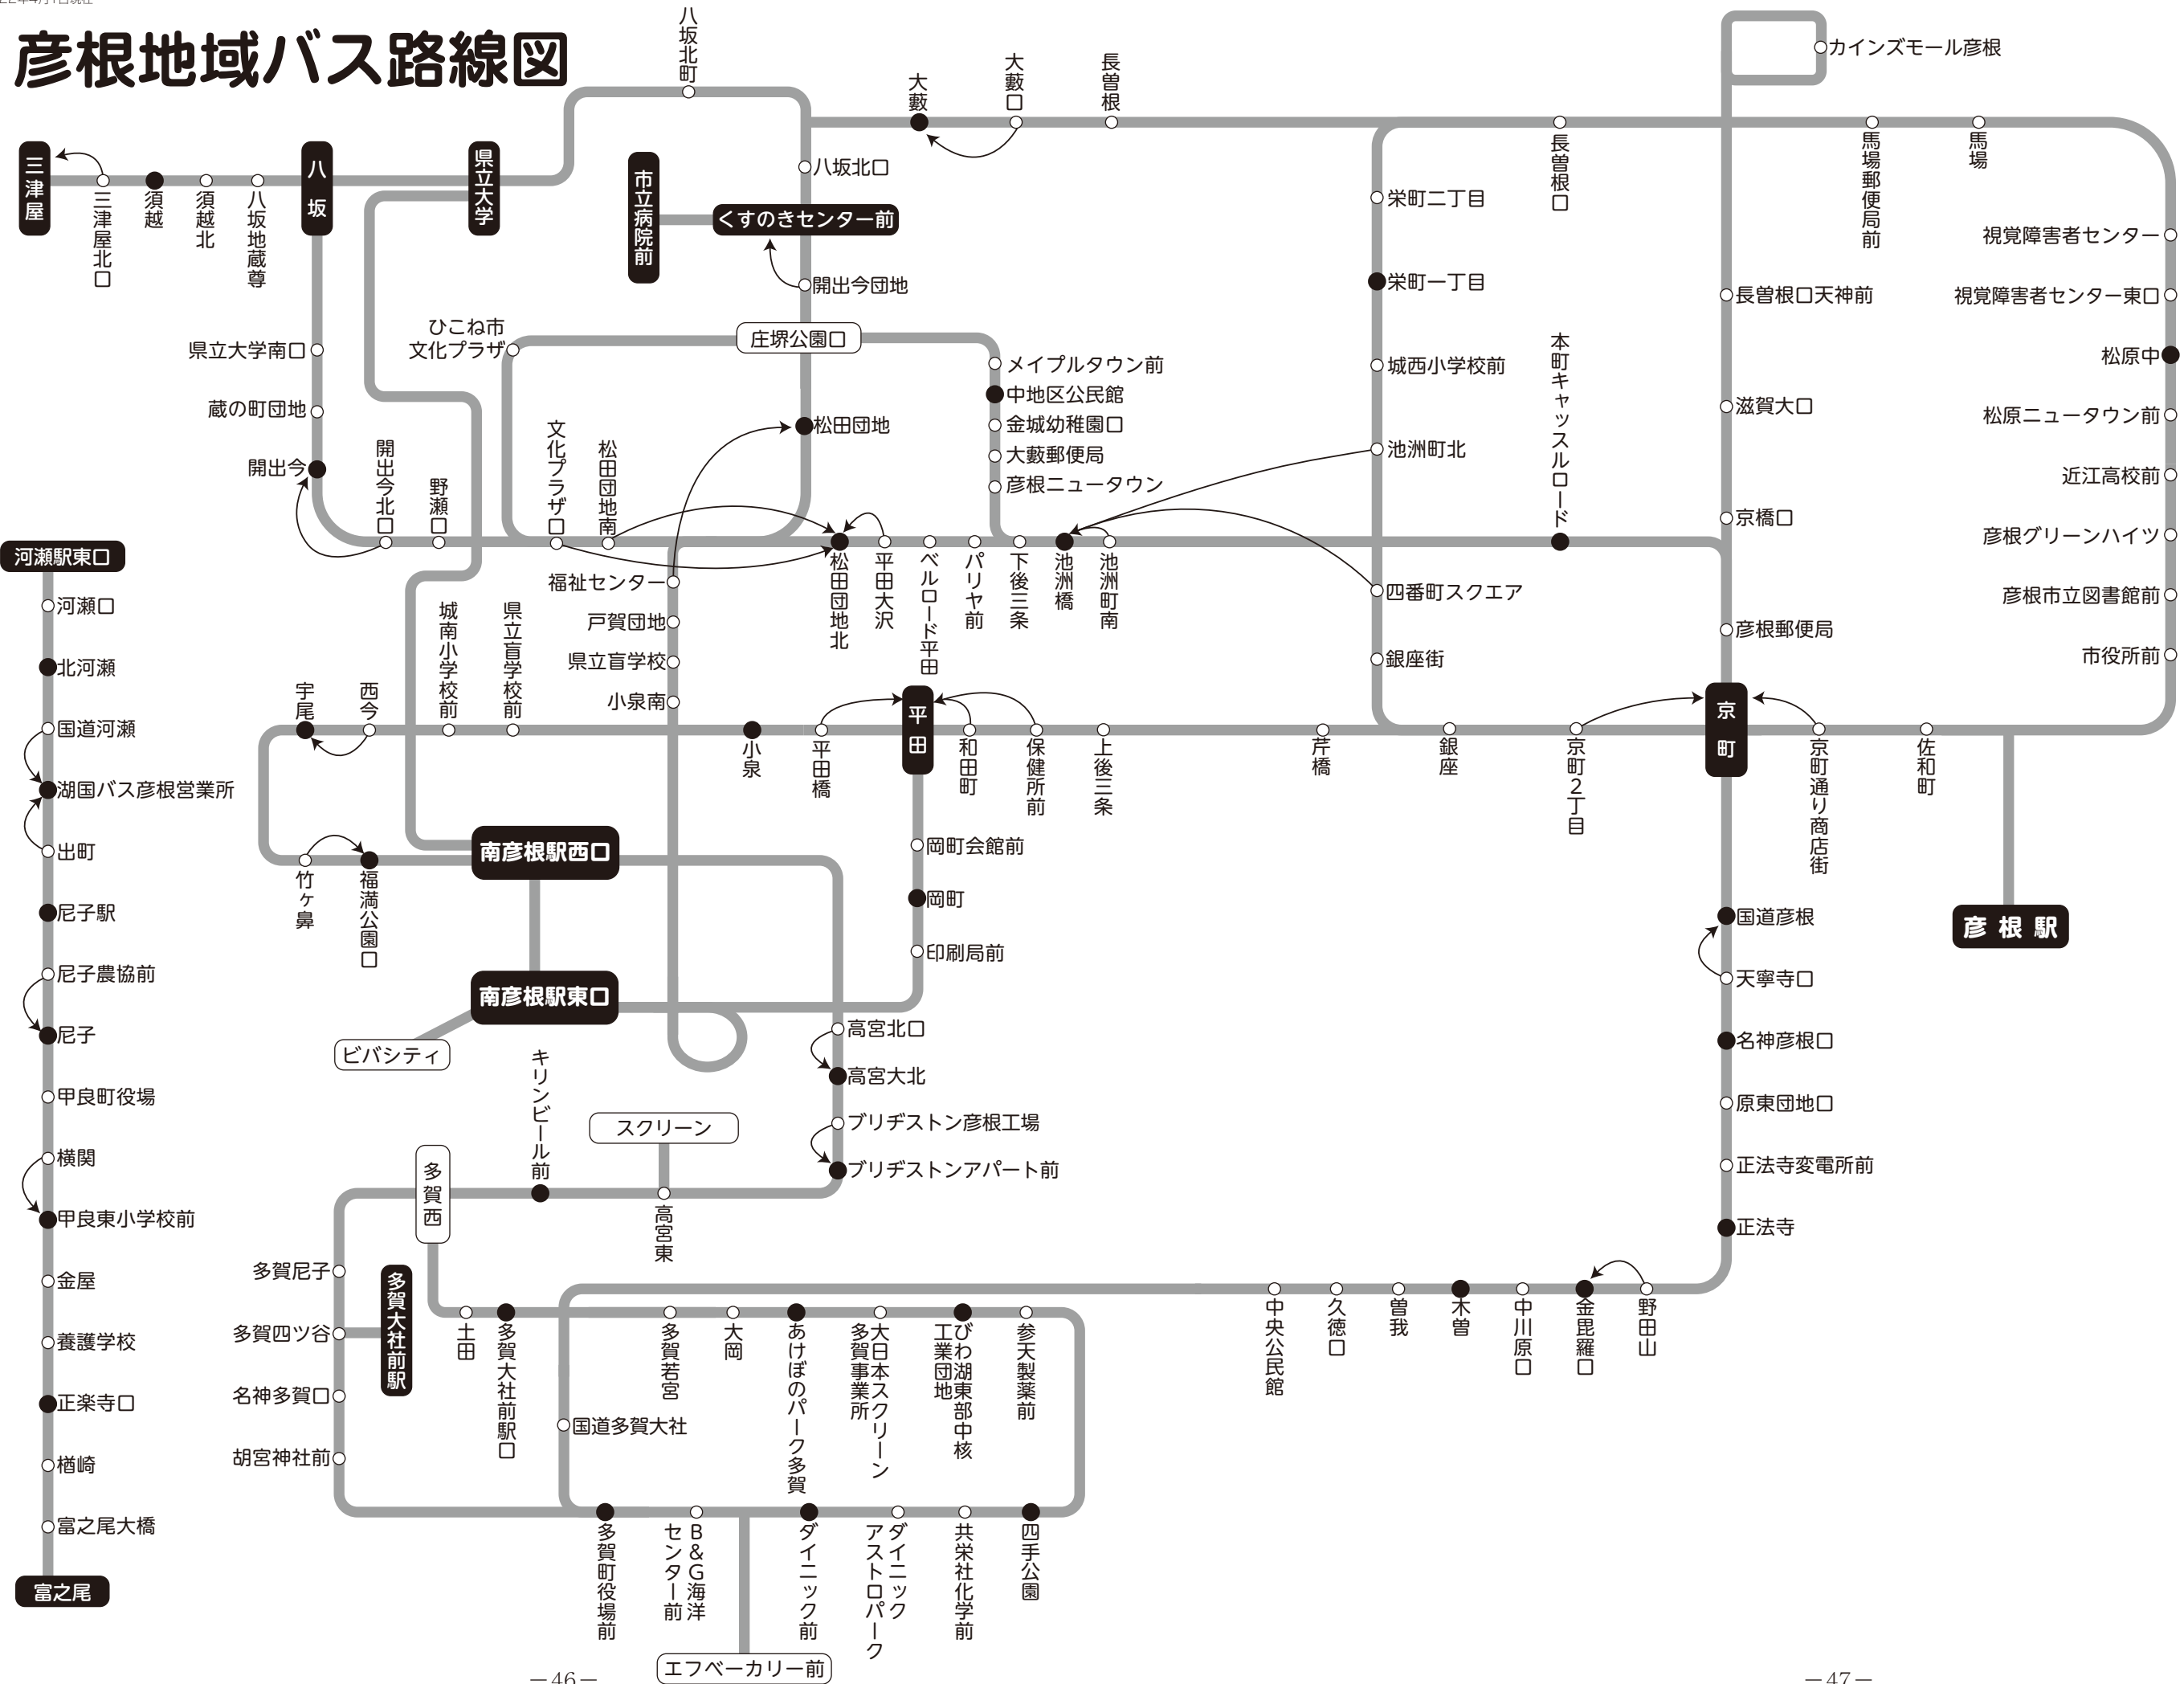 彦根地域バス路線図
八坂北町
大藪
大藪口
長曽根
カインズモール彦根
三津屋
三津屋北口
須越
須越北
八坂地蔵尊
八坂
県立大学
市立病院前
八坂北口
くすのきセンター前
開出今団地
庄堺公園口
長曽根口
馬場郵便局前
馬場
栄町二丁目
栄町一丁目
城西小学校前
池洲町北
四番町スクエア
銀座街
視覚障害者センター
視覚障害者センター東口
松原中
松原ニュータウン前
近江高校前
彦根グリーンハイツ
彦根市立図書館前
市役所前
長曽根口天神前
滋賀大口
京橋口
彦根郵便局
本町キャッスルロード
県立大学南口
蔵の町団地
開出今
開出今北口
野瀬口
ひこね市
文化プラザ
文化プラザ口
松田団地南
松田団地
メイプルタウン前
中地区公民館
金城幼稚園口
大藪郵便局
彦根ニュータウン
松田団地北
平田大沢
ベルロード平田
パリヤ前
下後三条
池洲橋
池洲町南
福祉センター
戸賀団地
県立盲学校
小泉南
宇尾
西今
城南小学校前
県立盲学校前
小泉
平田橋
平田
和田町
保健所前
上後三条
芹橋
銀座
京町2丁目
京町
京町通り商店街
佐和町
彦根駅
竹ヶ鼻
福満公園口
南彦根駅西口
南彦根駅東口
ビバシティ
岡町会館前
岡町
印刷局前
高宮北口
高宮大北
ブリヂストン彦根工場
ブリヂストンアパート前
スクリーン
高宮東
キリンビール前
多賀西
多賀尼子
多賀四ツ谷
多賀大社前駅
名神多賀口
胡宮神社前
土田
多賀大社前駅口
多賀若宮
大岡
あけぼのパーク多賀
大日本スクリーン
多賀事業所
びわ湖東部中核
工業団地
参天製薬前
国道多賀大社
多賀町役場前
B&G海洋
センター前
ダイニック前
ダイニック
アストロパーク
共栄社化学前
四手公園
エフベーカリー前
国道彦根
天寧寺口
名神彦根口
原東団地口
正法寺変電所前
正法寺
野田山
金毘羅口
中川原口
木曽
曽我
久徳口
中央公民館
河瀬駅東口
河瀬口
北河瀬
国道河瀬
湖国バス彦根営業所
出町
尼子駅
尼子農協前
尼子
甲良町役場
横関
甲良東小学校前
金屋
養護学校
正楽寺口
楢崎
富之尾大橋
富之尾
－46－
－47－